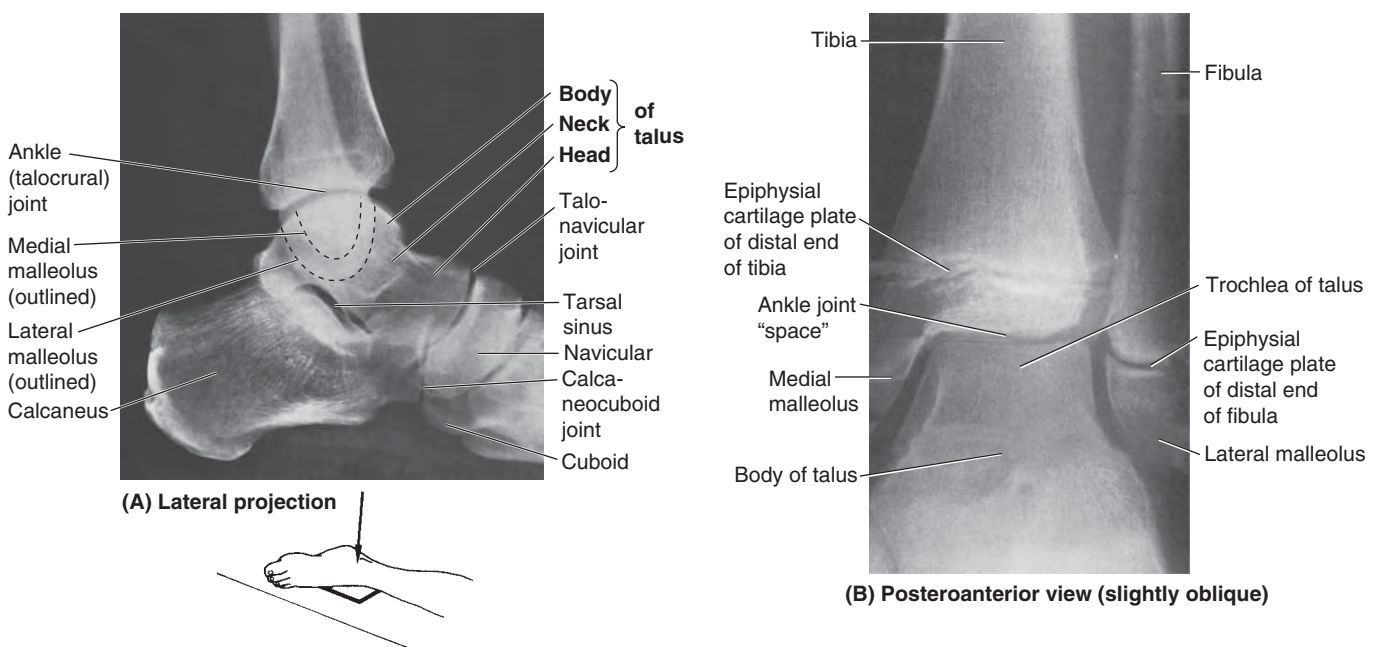 Body
Neck
Head
of
talus
Ankle
(talocrural)
joint
Medial
malleolus
(outlined)
Lateral
malleolus
(outlined)
Calcaneus
Talo-
navicular
joint
Tarsal
sinus
Navicular
Calca-
neocuboid
joint
Cuboid
(A) Lateral projection
Tibia
Fibula
Epiphysial
cartilage plate
of distal end
of tibia
Ankle joint
“space”
Medial
malleolus
Body of talus
Trochlea of talus
Epiphysial
cartilage plate
of distal end
of fibula
Lateral malleolus
(B) Posteroanterior view (slightly oblique)